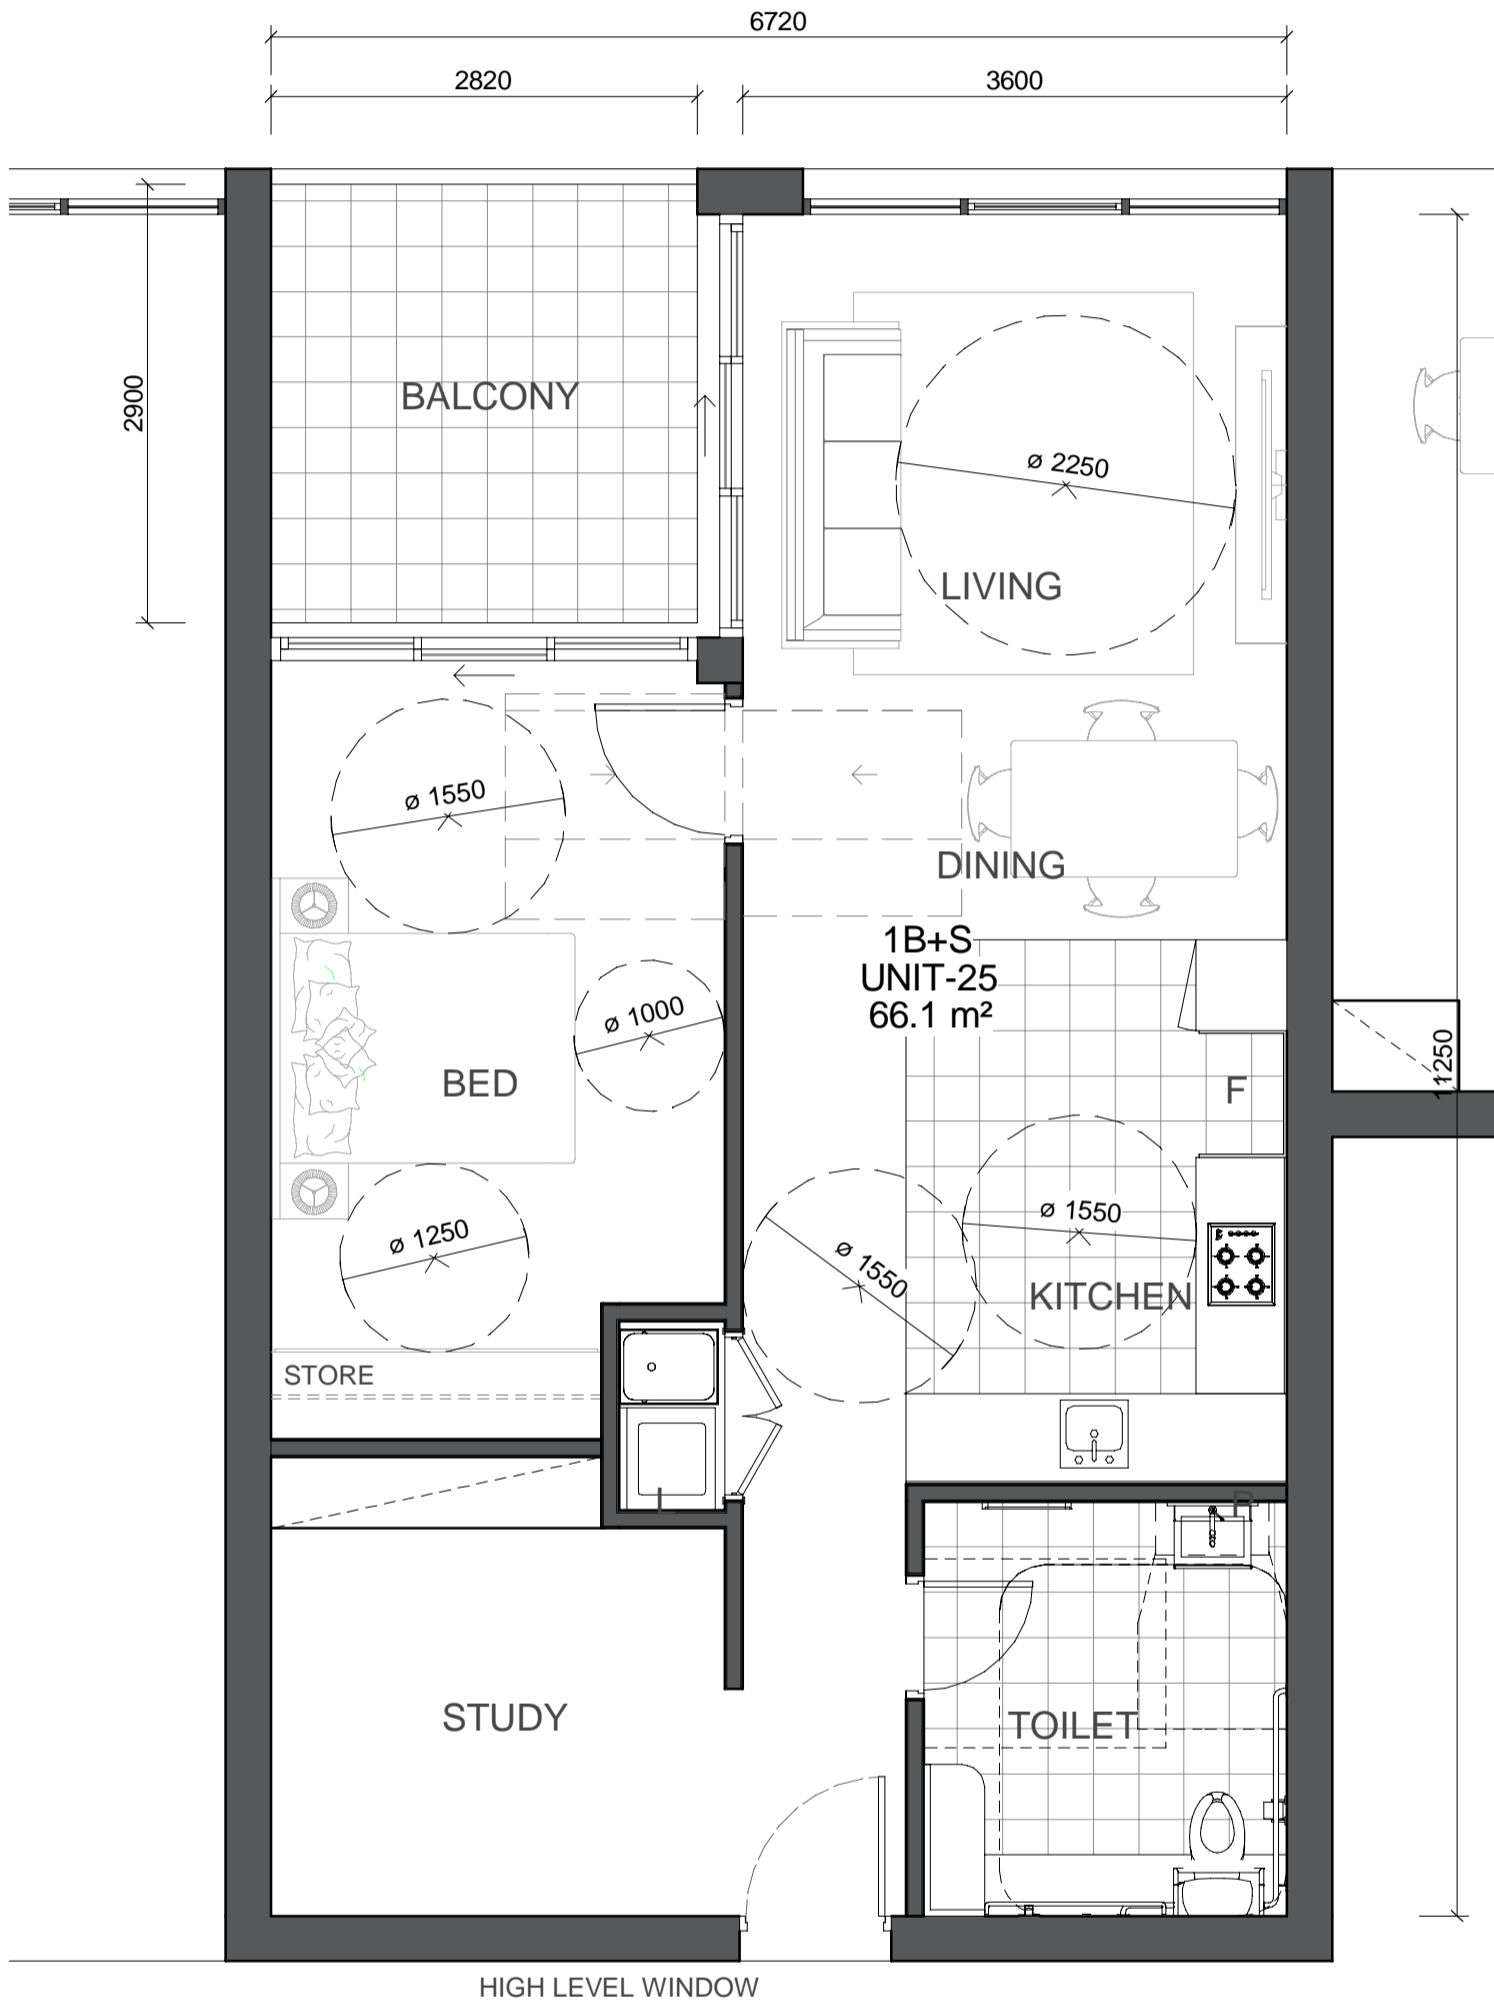 6720
2820
3600
2900
BALCONY
ø 2250
LIVING
ø 1550
DINING
1B+S
UNIT-25
66.1 m²
ø 1000
BED
F
11250
ø 1550
ø 1250
ø 1550
KITCHEN
STORE
L
P
STUDY
TOILET
HIGH LEVEL WINDOW